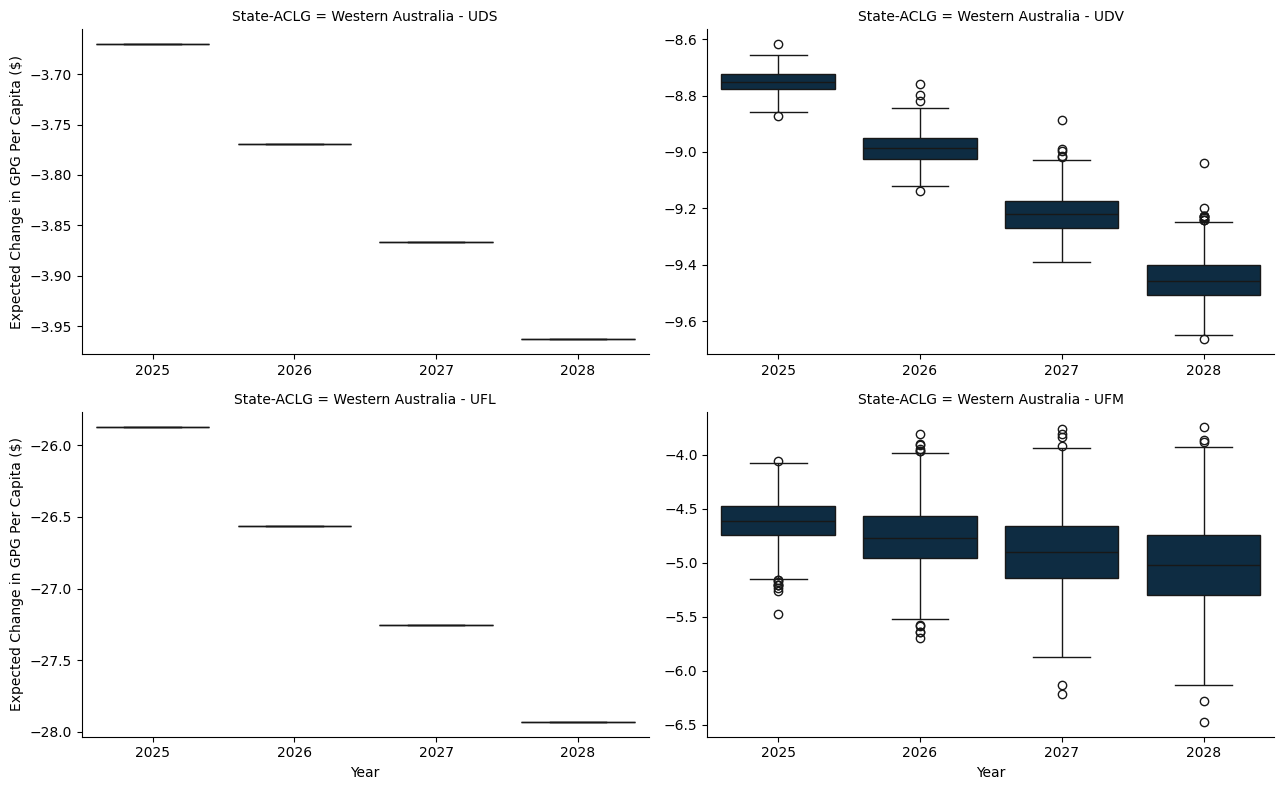 State-ACLG = Western Australia - UDS
Expected Change in GPG Per Capita ($)
−3.70
−3.75
−3.80
−3.85
−3.90
−3.95
2025 2026 2027 2028
State-ACLG = Western Australia - UDV
−8.6
−8.8
−9.0
−9.2
−9.4
−9.6
2025 2026 2027 2028
State-ACLG = Western Australia - UFL
Expected Change in GPG Per Capita ($)
−26.0
−26.5
−27.0
−27.5
−28.0
2025 2026 2027 2028
Year
State-ACLG = Western Australia - UFM
−4.0
−4.5
−5.0
−5.5
−6.0
−6.5
2025 2026 2027 2028
Year